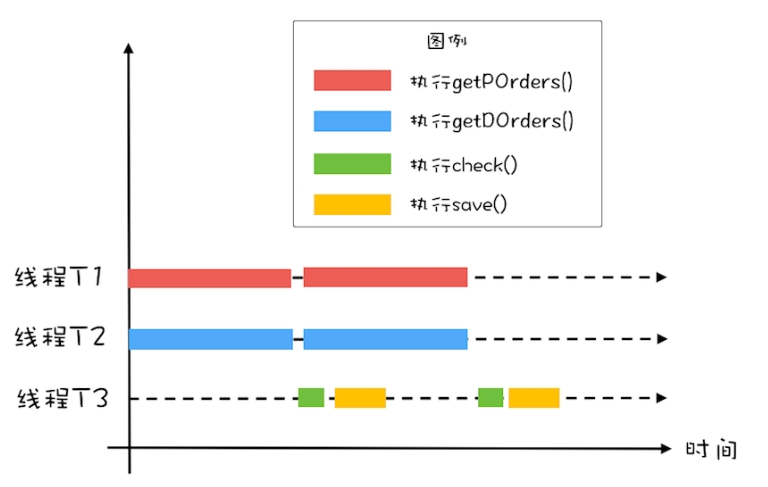 图例
执行getPOrders()
执行getDOrders()
执行check()
执行save()
线程T1
线程T2
线程T3
时间